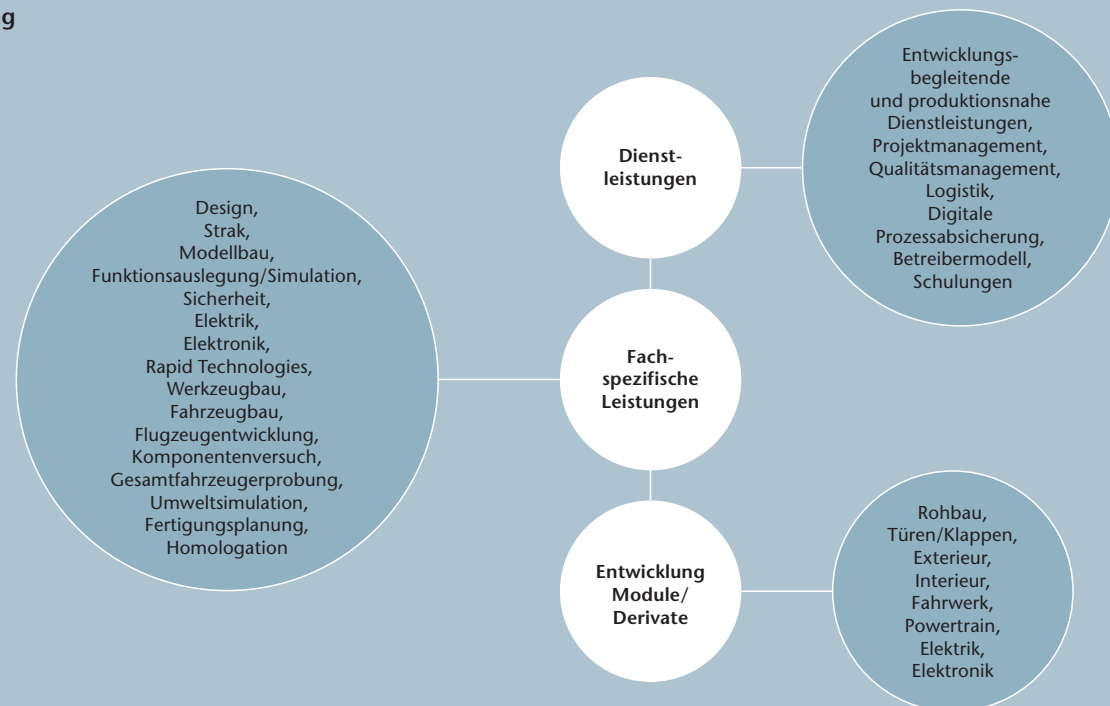 g
Dienst-
leistungen
Entwicklungs-
begleitende
und produktionsnahe
Dienstleistungen,
Projektmanagement,
Qualitätsmanagement,
Logistik,
Digitale
Prozessabsicherung,
Betreibermodell,
Schulungen
Design,
Strak,
Modellbau,
Funktionsauslegung/Simulation,
Sicherheit,
Elektrik,
Elektronik,
Rapid Technologies,
Werkzeugbau,
Fahrzeugbau,
Flugzeugentwicklung,
Komponentenversuch,
Gesamtfahrzeugerprobung,
Umweltsimulation,
Fertigungsplanung,
Homologation
Fach-
spezifische
Leistungen
Entwicklung
Module/
Derivate
Rohbau,
Türen/Klappen,
Exterieur,
Interieur,
Fahrwerk,
Powertrain,
Elektrik,
Elektronik